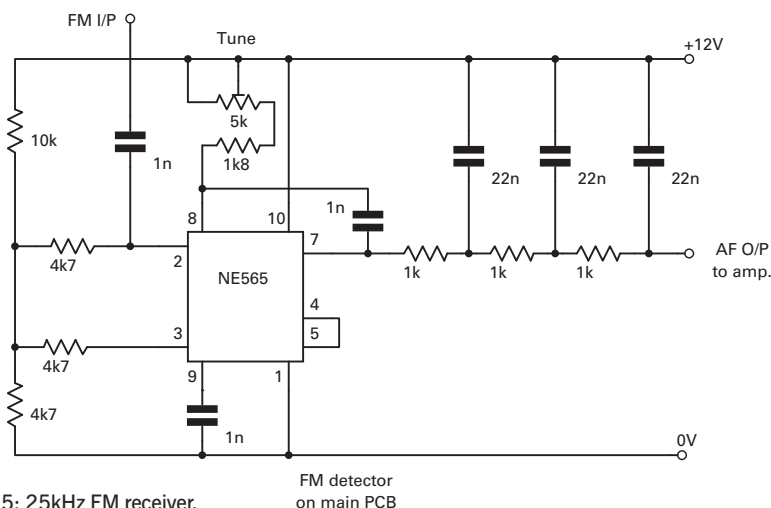 FM I/P
Tune
+12V
10k
1n
5k
1k8
22n
22n
22n
1n
8
10
7
4k7
2
NE565
1k
1k
1k
AF O/P
to amp.
4
3
5
4k7
9
1
4k7
1n
0V
FM detector
on main PCB
5: 25kHz FM receiver.